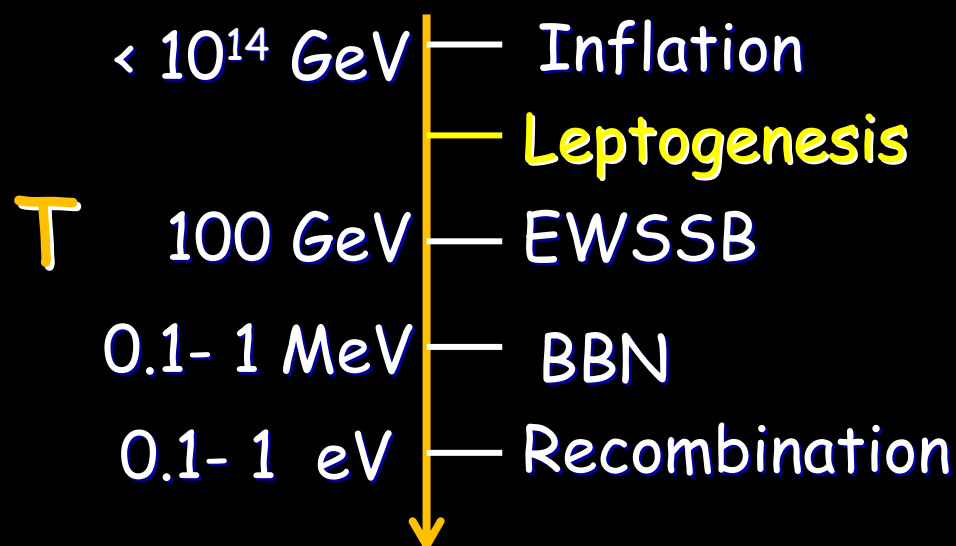 < 10¹⁴ GeV Inflation
Leptogenesis
T 100 GeV EWSSB
0.1- 1 MeV BBN
0.1- 1 eV Recombination